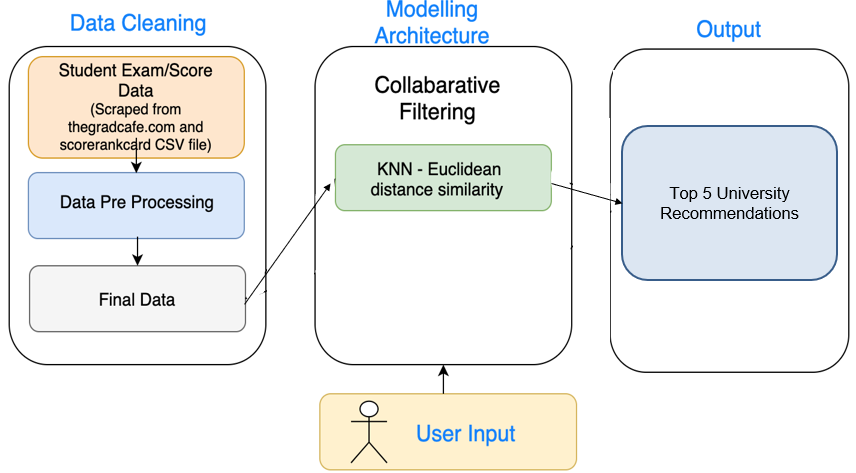 Data Cleaning
Student Exam/Score
Data
(Scraped from
thegradcafe.com and
scorerankcard CSV file)
Data Pre Processing
Final Data
Modelling
Architecture
Collabarative
Filtering
KNN - Euclidean
distance similarity
Output
Top 5 University
Recommendations
User Input